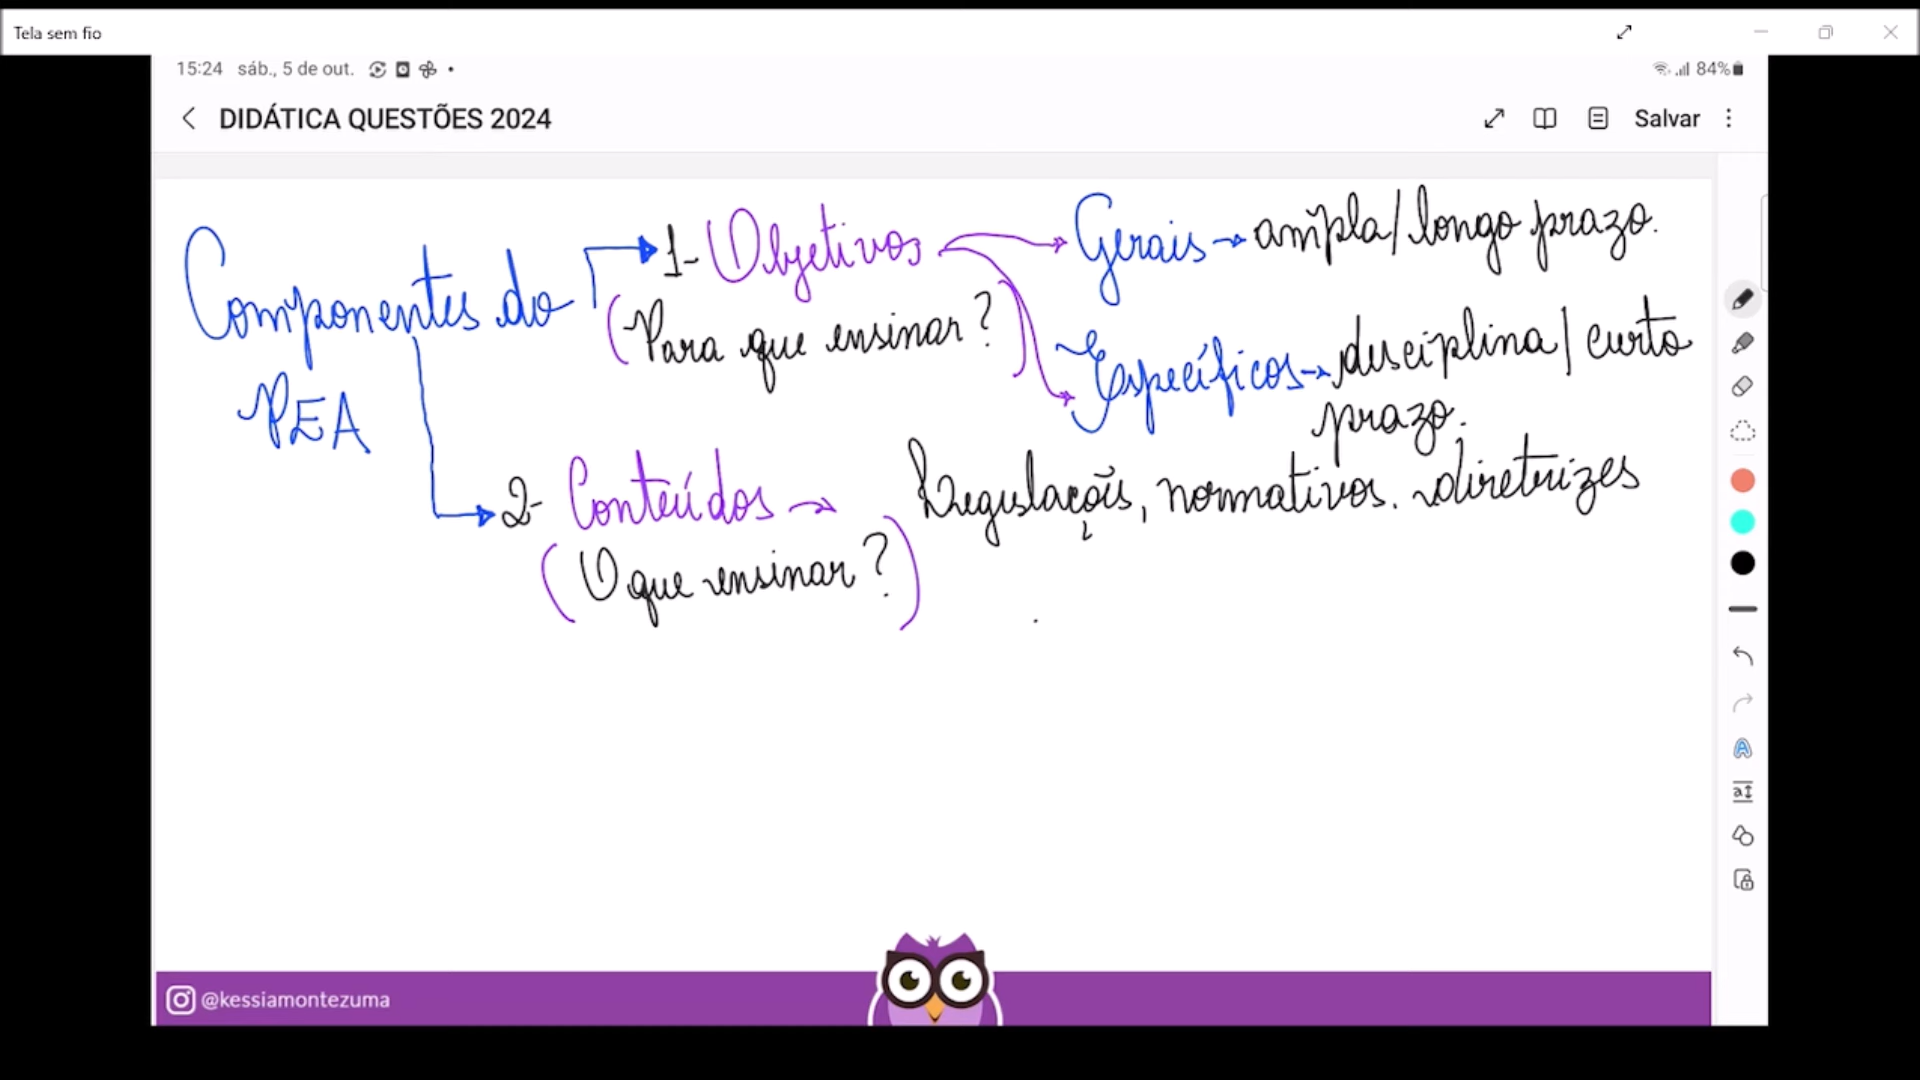 Tela sem fio
15:24 sáb., 5 de out. 84%
DIDÁTICA QUESTÕES 2024 Salvar
Componentes do
PEA
1- Objetivos
(Para que ensinar?)
Gerais → ampla/longo prazo.
Específicos → disciplina/curto
prazo.
2- Conteúdos → Regulações, normativos. diretrizes
(O que ensinar?)
@kessiamontezuma